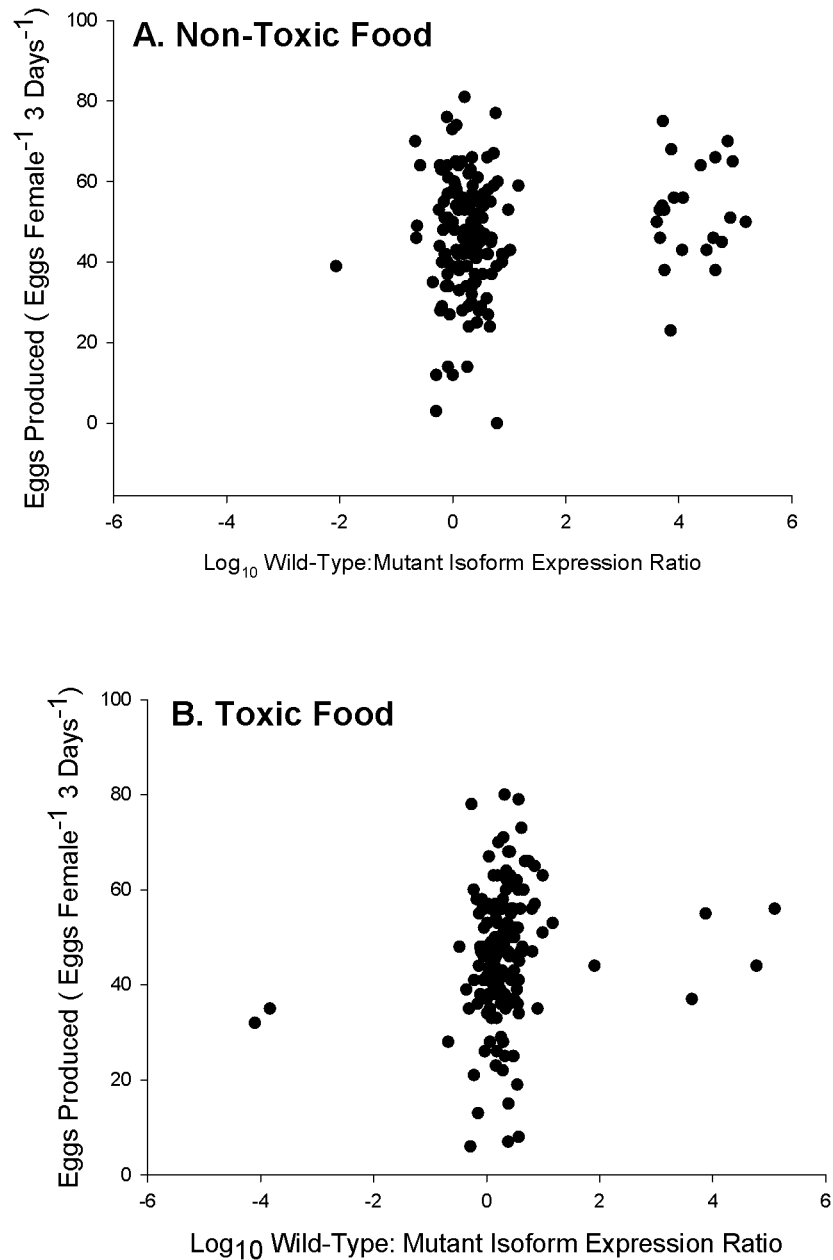 A. Non-Toxic Food
Eggs Produced ( Eggs Female⁻¹ 3 Days⁻¹)
100
80
60
40
20
0
-6 -4 -2 0 2 4 6
Log₁₀ Wild-Type:Mutant Isoform Expression Ratio
B. Toxic Food
Eggs Produced ( Eggs Female⁻¹ 3 Days⁻¹)
100
80
60
40
20
0
-6 -4 -2 0 2 4 6
Log₁₀ Wild-Type: Mutant Isoform Expression Ratio